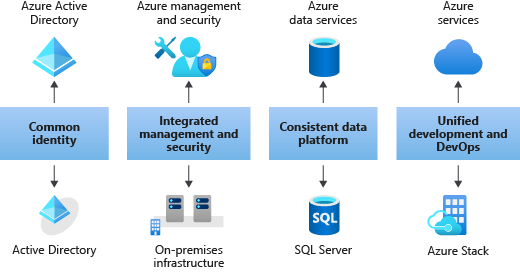 Azure Active
Directory
Azure management
and security
Azure
data services
Azure
services
Common
identity
Integrated
management and
security
Consistent data
platform
Unified
development and
DevOps
SQL
Active Directory
On-premises
infrastructure
SQL Server
Azure Stack